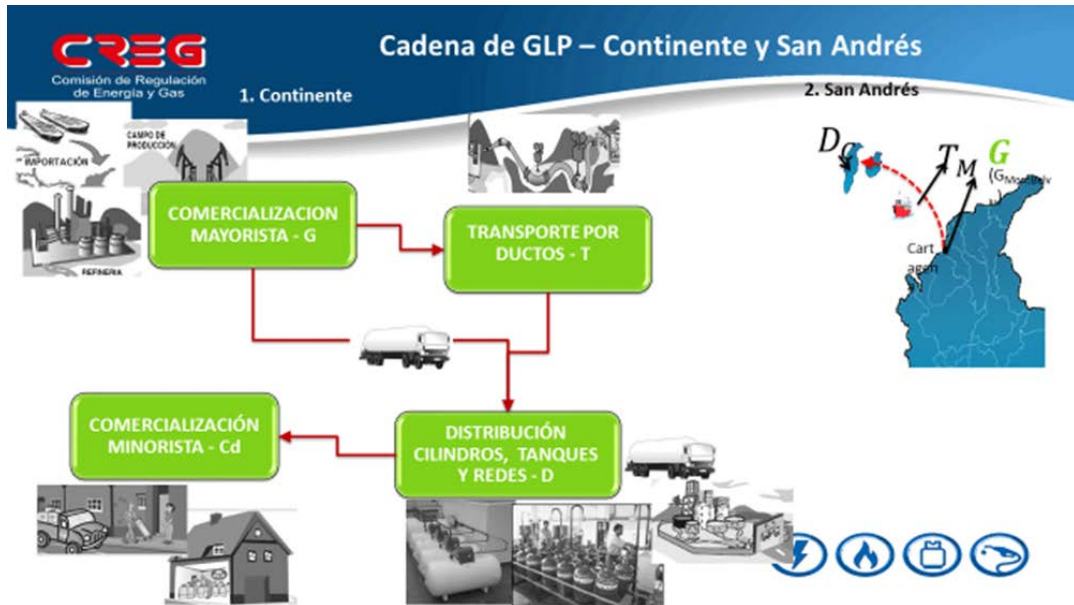 CREG
Comisión de Regulación
de Energía y Gas
Cadena de GLP – Continente y San Andrés
1. Continente
2. San Andrés
IMPORTACIÓN
CAMPO DE
PRODUCCIÓN
REFINERIA
COMERCIALIZACION
MAYORISTA - G
TRANSPORTE POR
DUCTOS - T
COMERCIALIZACIÓN
MINORISTA - Cd
DISTRIBUCIÓN
CILINDROS, TANQUES
Y REDES - D
D
T
M
G
Cart
agen